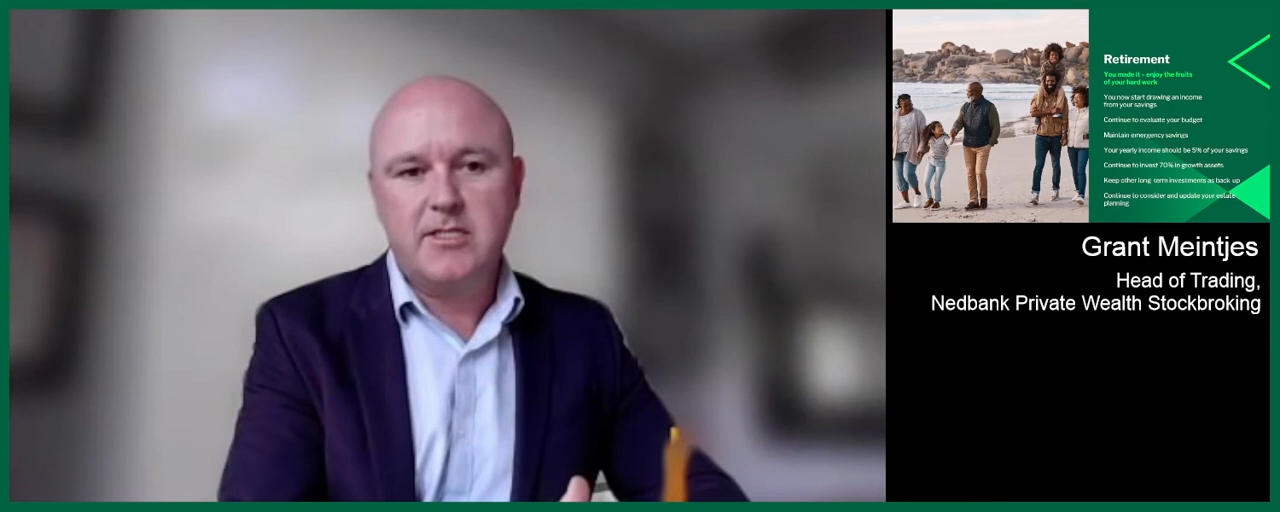 Retirement
You made it – enjoy the fruits
of your hard work
You now start drawing an income
from your savings
Continue to evaluate your budget
Maintain emergency savings
Your yearly income should be 5% of your savings
Continue to invest 70% in growth assets
Keep other long-term investments as back up
Continue to consider and update your estate
planning
Grant Meintjes
Head of Trading,
Nedbank Private Wealth Stockbroking